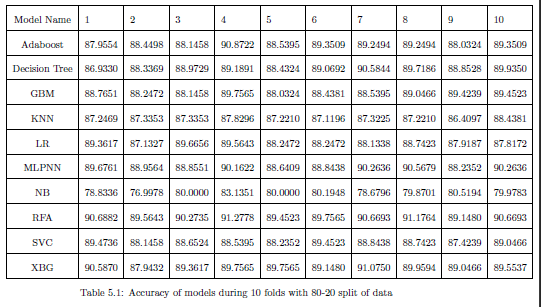 Model Name 1 2 3 4 5 6 7 8 9 10
Adaboost 87.9554 88.4498 88.1458 90.8722 88.5395 89.3509 89.2494 89.2494 88.0324 89.3509
Decision Tree 86.9330 88.3369 88.9729 89.1891 88.4324 89.0692 90.5844 89.7186 88.8528 89.9350
GBM 88.7651 88.2472 88.1458 89.7565 88.0324 88.4381 88.5395 89.0466 89.4239 89.4523
KNN 87.2469 87.3353 87.3353 87.8296 87.2210 87.1196 87.3225 87.2210 86.4097 88.4381
LR 89.3617 87.1327 89.6656 89.5643 88.2472 88.2472 88.1338 88.7423 87.9187 88.7172
MLPNN 89.6761 88.9564 88.8551 90.1622 88.6409 88.8438 90.2636 90.5679 88.2352 90.2636
NB 78.8336 76.9978 80.0000 83.1351 80.0000 80.1948 78.6796 79.8701 80.5194 79.9783
RFA 90.6882 89.5643 90.2735 91.2778 89.4523 89.7565 90.6693 91.1764 89.1480 90.6693
SVC 89.4736 88.1458 88.6524 88.5395 88.2352 89.4523 88.8438 88.7423 87.4239 89.0466
XBG 90.5870 87.9432 89.3617 89.7565 89.7565 89.1480 91.0750 89.9594 89.0466 89.5537
Table 5.1: Accuracy of models during 10 folds with 80-20 split of data